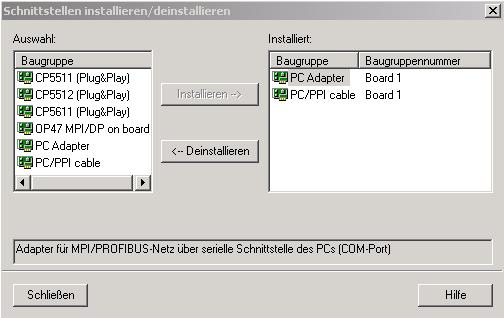 Schnittstellen installieren/deinstallieren
Auswahl:
Installiert:
Baugruppe
CP5511 (Plug&Play)
CP5512 (Plug&Play)
CP5611 (Plug&Play)
OP47 MPI/DP on board
PC Adapter
PC/PPI cable
Installieren -->
<-- Deinstallieren
Baugruppe Baugruppennummer
PC Adapter Board 1
PC/PPI cable Board 1
Adapter für MPI/PROFIBUS-Netz über serielle Schnittstelle des PCs (COM-Port)
Schließen
Hilfe